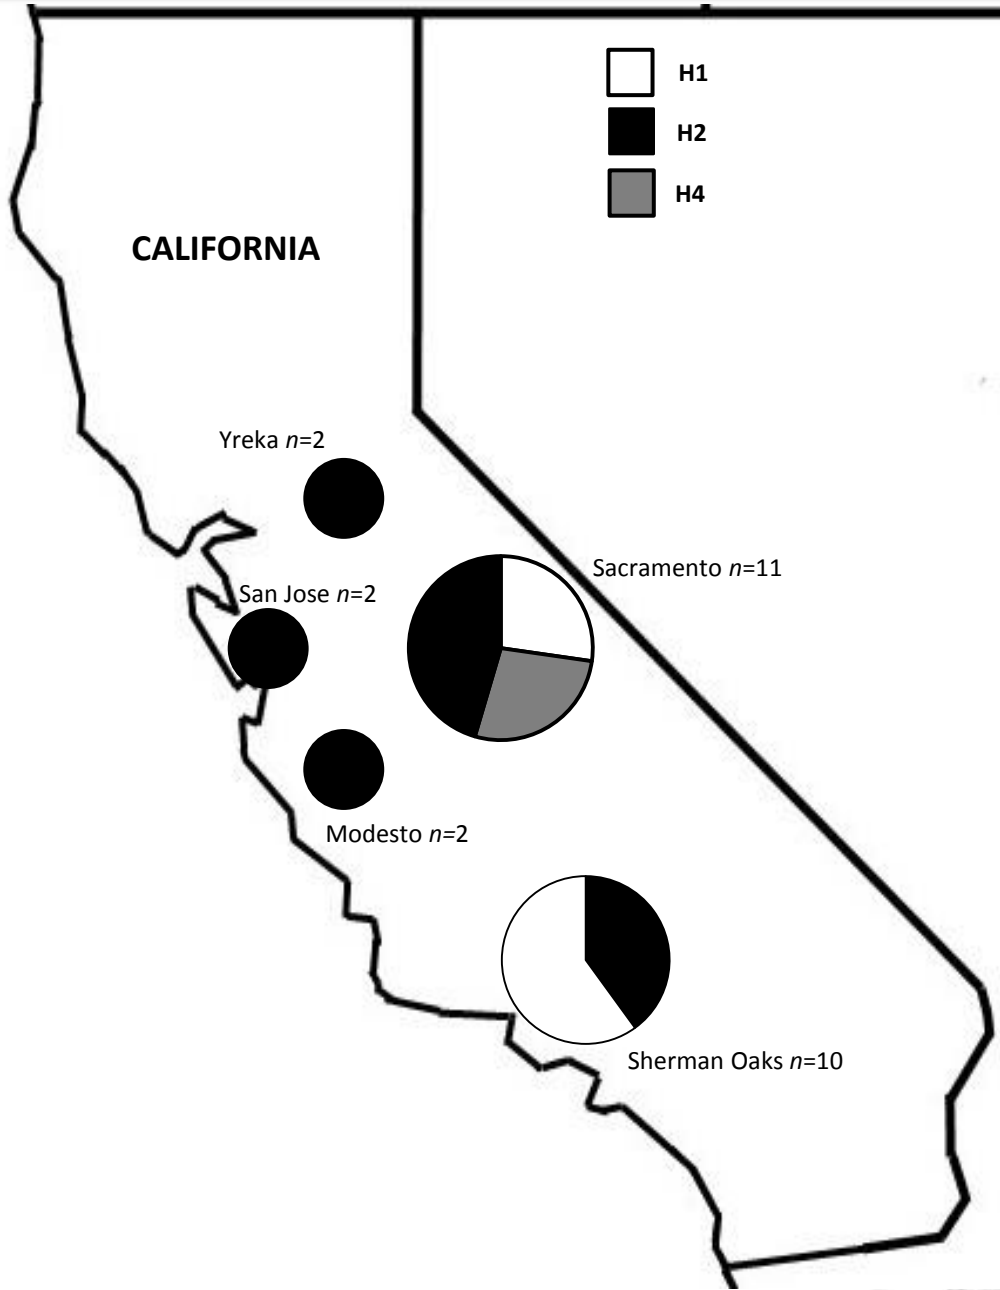 H1
H2
H4
CALIFORNIA
Yreka n=2
Sacramento n=11
San Jose n=2
Modesto n=2
Sherman Oaks n=10